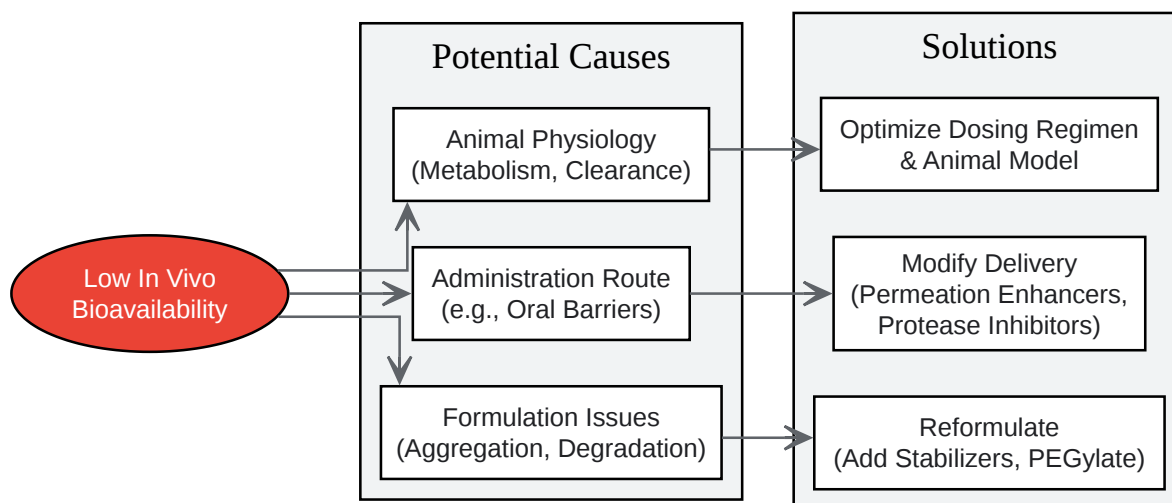 Potential Causes
Solutions
Animal Physiology
(Metabolism, Clearance)
Optimize Dosing Regimen
& Animal Model
Low In Vivo
Bioavailability
Administration Route
(e.g., Oral Barriers)
Modify Delivery
(Permeation Enhancers,
Protease Inhibitors)
Formulation Issues
(Aggregation, Degradation)
Reformulate
(Add Stabilizers, PEGylate)